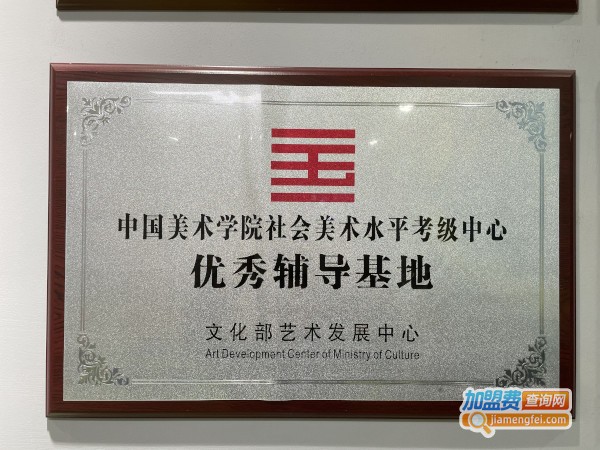 中国美术学院社会美术水平考级中心
优秀辅导基地
文化部艺术发展中心
Art Development Center of Ministry of Culture
加盟费查询网
jiamengfei.com